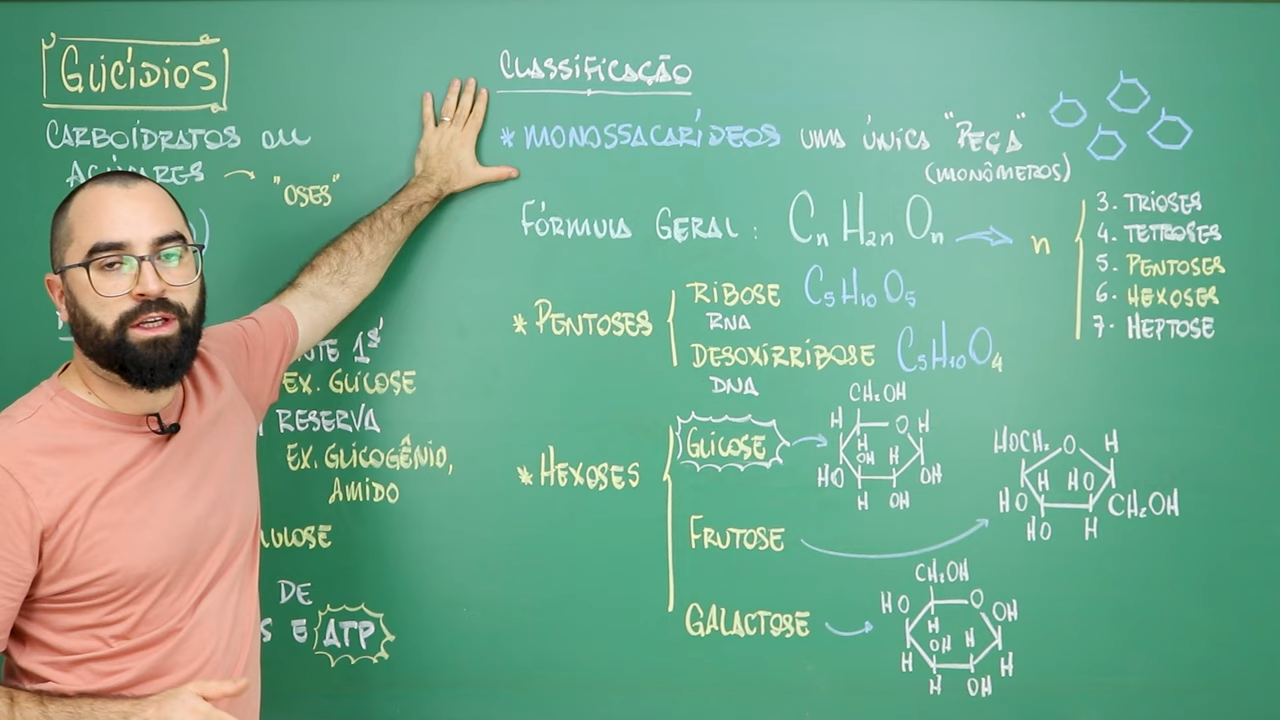 GLICÍDIOS
CARBOIDRATOS OU
AÇÚCARES → "OSES"
EX. GLICOSE
RESERVA
EX. GLICOGÊNIO,
AMIDO
DE
E ATP
CLASSIFICAÇÃO
* MONOSSACARÍDEOS UMA ÚNICA "PEÇA"
(MONÔMEROS)
FÓRMULA GERAL: CnH2nOn → n
3. TRIOSES
4. TETROSES
5. PENTOSES
6. HEXOSES
7. HEPTOSE
* PENTOSES
RIBOSE C5H10O5
RNA
DESOXIRRIBOSE C5H10O4
DNA
* HEXOSES
GLICOSE
CH2OH
H O H
H
OH H
HO OH
H OH
FRUTOSE
HOCH2 O H
H HO
HO CH2OH
HO H
GALACTOSE
CH2OH
HO O OH
H
OH H
H H
H OH